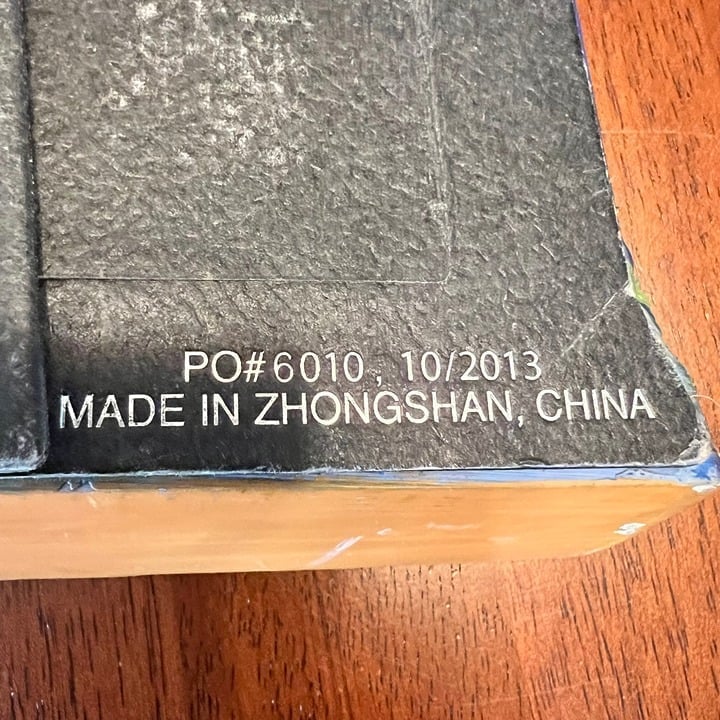 PO# 6010, 10/2013
MADE IN ZHONGSHAN, CHINA